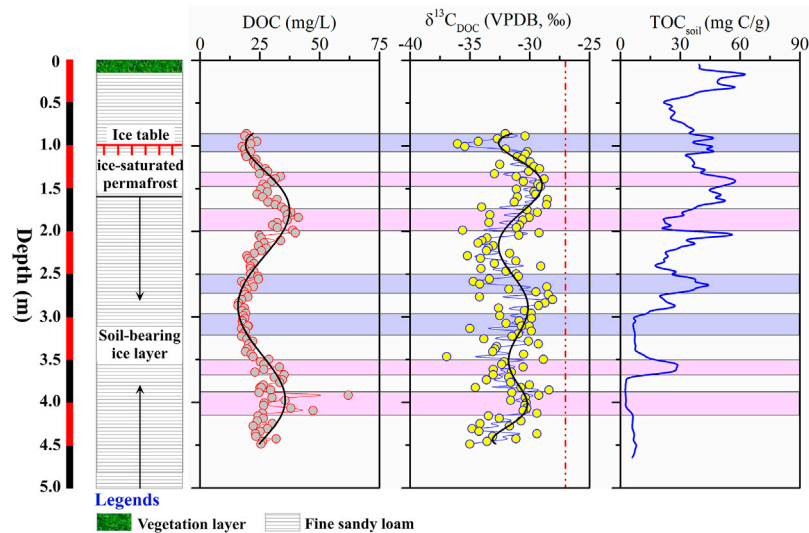 DOC (mg/L)
δ¹³C_DOC (VPDB, ‰)
TOC_soil (mg C/g)
0 25 50 75
-40 -35 -30 -25
0 30 60 90
0
0.5
1.0
1.5
2.0
2.5
3.0
3.5
4.0
4.5
5.0
Depth (m)
Ice table
ice-saturated
permafrost
Soil-bearing
ice layer
Legends
Vegetation layer
Fine sandy loam